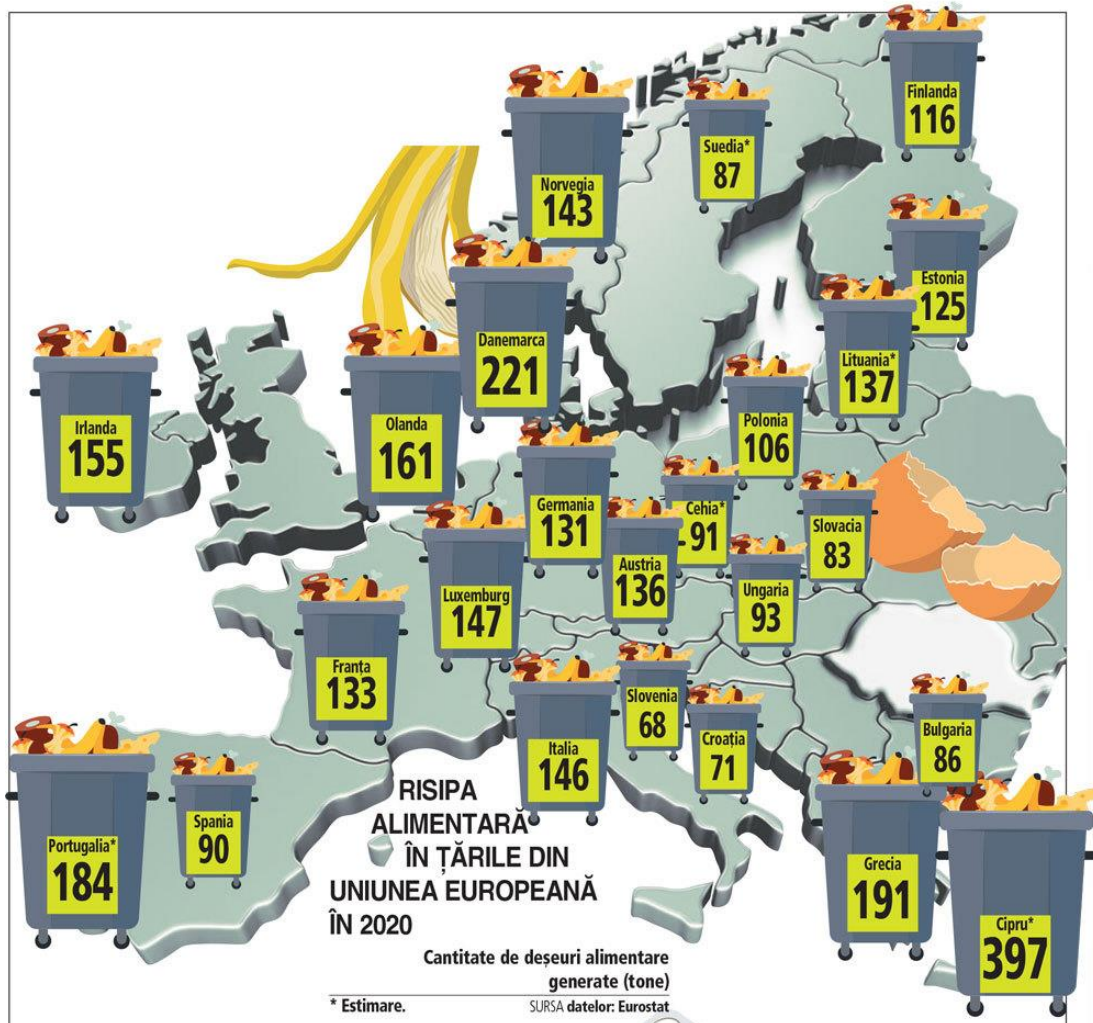 Finlanda
116
Suedia*
87
Norvegia
143
Estonia
125
Danemarca
221
Lituania*
137
Irlanda
155
Olanda
161
Polonia
106
Germania
131
Cehia*
91
Slovacia
83
Austria
136
Ungaria
93
Luxemburg
147
Franța
133
Slovenia
68
Croația
71
Bulgaria
86
Italia
146
Spania
90
Portugalia*
184
Grecia
191
Cipru*
397
RISIPA
ALIMENTARĂ
ÎN ȚĂRILE DIN
UNIUNEA EUROPEANĂ
ÎN 2020
Cantitate de deșeuri alimentare
generate (tone)
* Estimare.
SURSA datelor: Eurostat